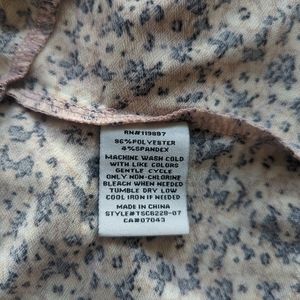 RN#119887
96%POLYESTER
4%SPANDEX
MACHINE WASH COLD
WITH LIKE COLORS
GENTLE CYCLE
ONLY NON-CHLORINE
BLEACH WHEN NEEDED
TUMBLE DRY LOW
COOL IRON IF NEEDED
MADE IN CHINA
STYLE#TSC6228-07
CA#07043